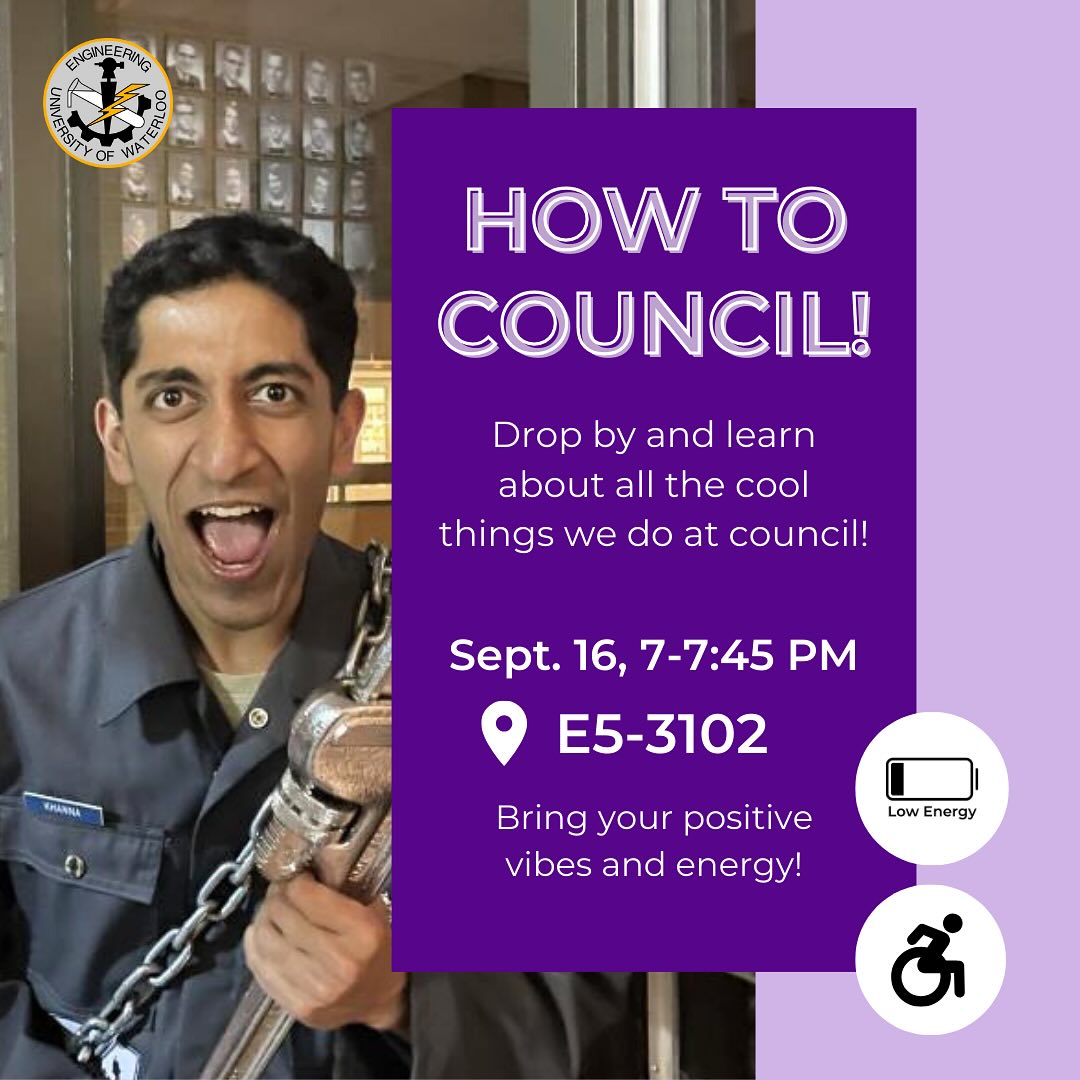 ENGINEERING
UNIVERSITY OF WATERLOO
HOW TO
COUNCIL!
Drop by and learn
about all the cool
things we do at council!
Sept. 16, 7-7:45 PM
E5-3102
Bring your positive
vibes and energy!
Low Energy
KHANNA